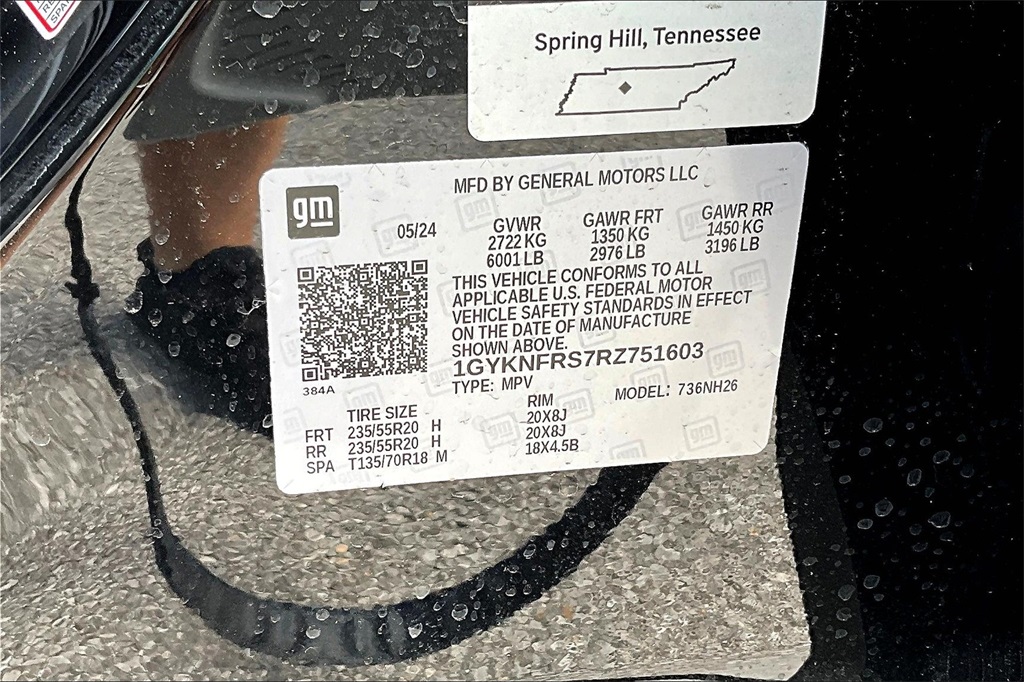 RE
SPA
Spring Hill, Tennessee
gm
MFD BY GENERAL MOTORS LLC
05/24
GVWR GAWR FRT GAWR RR
2722 KG 1350 KG 1450 KG
6001 LB 2976 LB 3196 LB
THIS VEHICLE CONFORMS TO ALL
APPLICABLE U.S. FEDERAL MOTOR
VEHICLE SAFETY STANDARDS IN EFFECT
ON THE DATE OF MANUFACTURE
SHOWN ABOVE.
1GYKNFRS7RZ751603
TYPE: MPV MODEL: 736NH26
384A
TIRE SIZE RIM
FRT 235/55R20 H 20X8J
RR 235/55R20 H 20X8J
SPA T135/70R18 M 18X4.5B